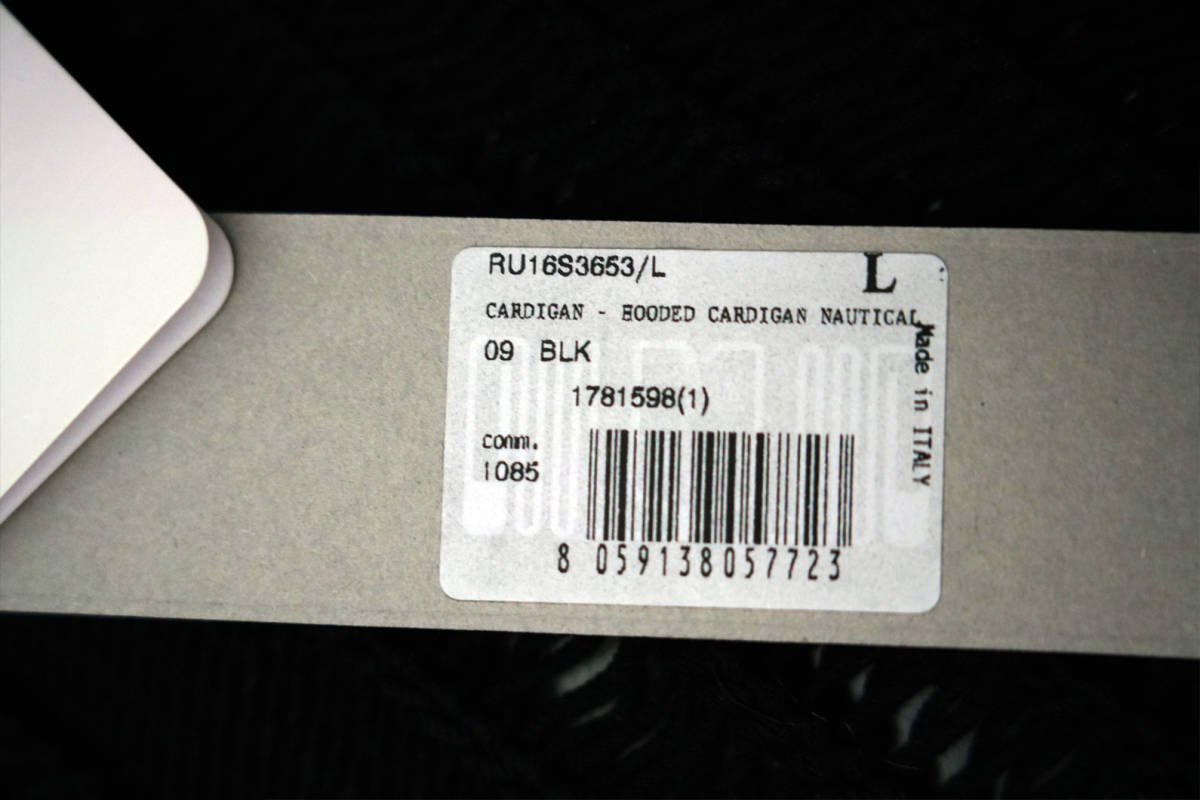 RU16S3653/L
L
CARDIGAN - HOODED CARDIGAN NAUTICAL
09 BLK
1781598(1)
comm.
1085
8 059138057723
Made in ITALY